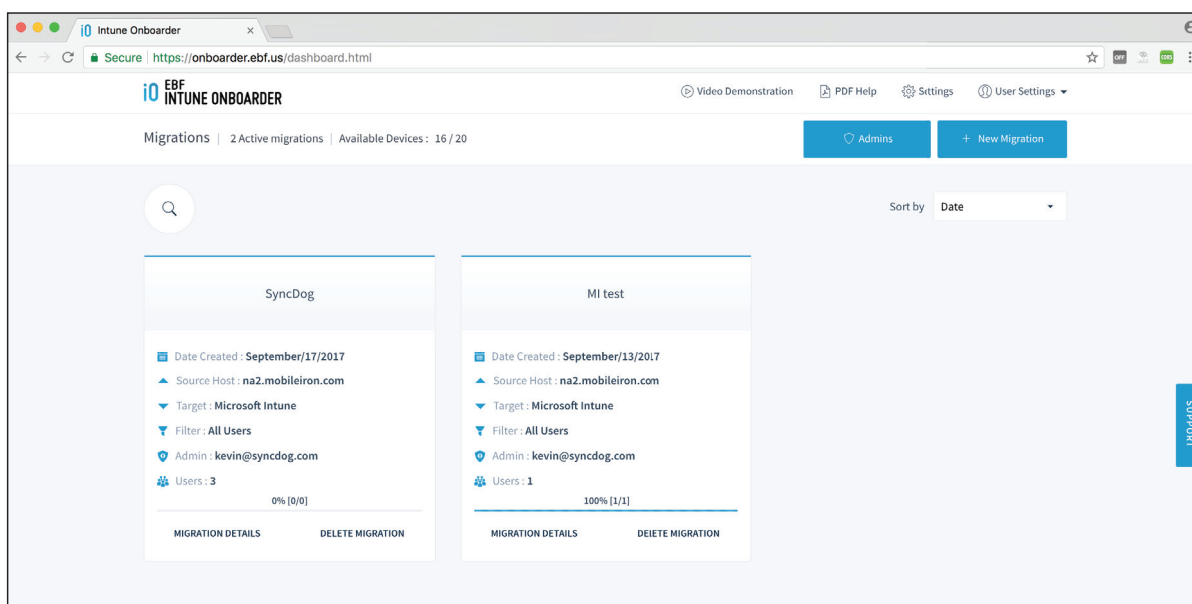 Intune Onboarder ×
Secure | https://onboarder.ebf.us/dashboard.html
OFF CORS
iO EBF
INTUNE ONBOARDER
Video Demonstration PDF Help Settings User Settings
Migrations | 2 Active migrations | Available Devices : 16 / 20
Admins + New Migration
Sort by Date
SyncDog
Date Created : September/17/2017
Source Host : na2.mobileiron.com
Target : Microsoft Intune
Filter : All Users
Admin : kevin@syncdog.com
Users : 3
0% [0/0]
MIGRATION DETAILS DELETE MIGRATION
MI test
Date Created : September/13/2017
Source Host : na2.mobileiron.com
Target : Microsoft Intune
Filter : All Users
Admin : kevin@syncdog.com
Users : 1
100% [1/1]
MIGRATION DETAILS DELETE MIGRATION
SUPPORT